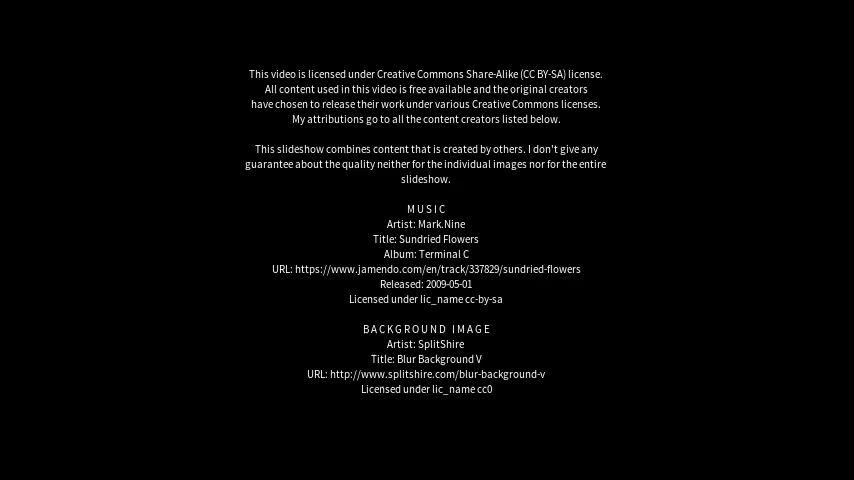 This video is licensed under Creative Commons Share-Alike (CC BY-SA) license.
All content used in this video is free available and the original creators
have chosen to release their work under various Creative Commons licenses.
My attributions go to all the content creators listed below.
This slideshow combines content that is created by others. I don't give any
guarantee about the quality neither for the individual images nor for the entire
slideshow.
MUSIC
Artist: Mark.Nine
Title: Sundried Flowers
Album: Terminal C
URL: https://www.jamendo.com/en/track/337829/sundried-flowers
Released: 2009-05-01
Licensed under lic_name cc-by-sa
BACKGROUND IMAGE
Artist: SplitShire
Title: Blur Background V
URL: http://www.splitshire.com/blur-background-v
Licensed under lic_name cc0